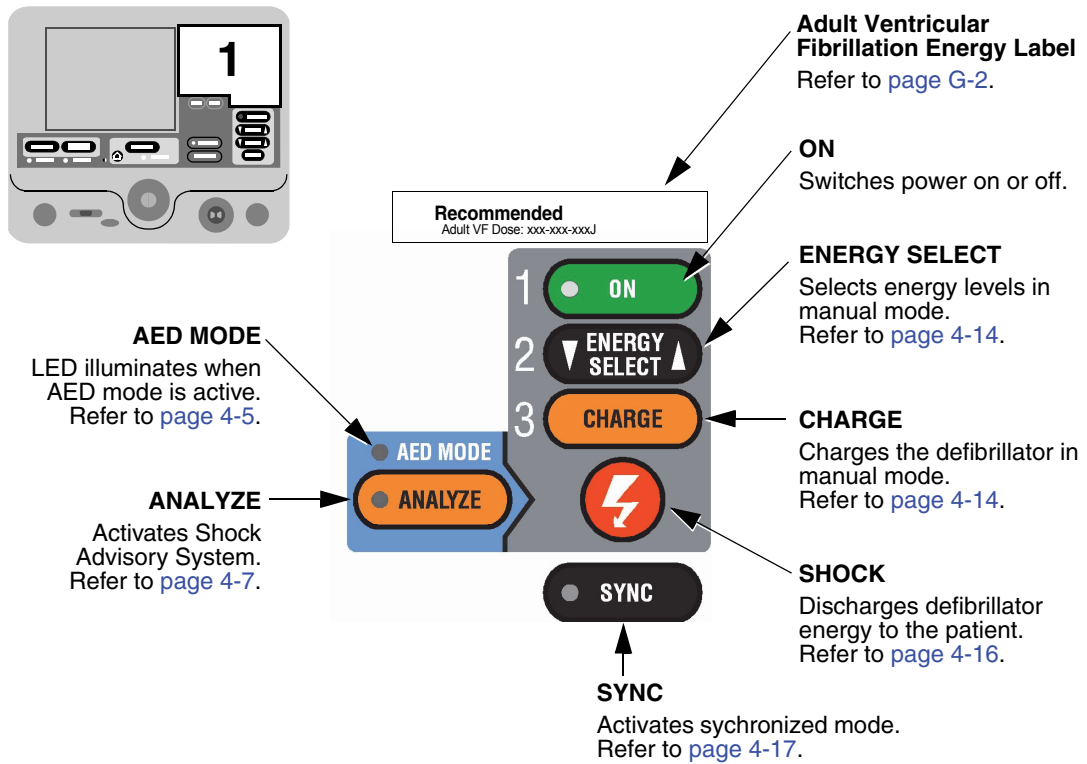 1
Adult Ventricular
Fibrillation Energy Label
Refer to page G-2.
ON
Switches power on or off.
Recommended
Adult VF Dose: xxx-xxx-xxxJ
ENERGY SELECT
Selects energy levels in
manual mode.
Refer to page 4-14.
1 ON
2 ENERGY
SELECT
3 CHARGE
AED MODE
LED illuminates when
AED mode is active.
Refer to page 4-5.
CHARGE
Charges the defibrillator in
manual mode.
Refer to page 4-14.
AED MODE
ANALYZE
ANALYZE
Activates Shock
Advisory System.
Refer to page 4-7.
SHOCK
Discharges defibrillator
energy to the patient.
Refer to page 4-16.
SYNC
SYNC
Activates sychronized mode.
Refer to page 4-17.